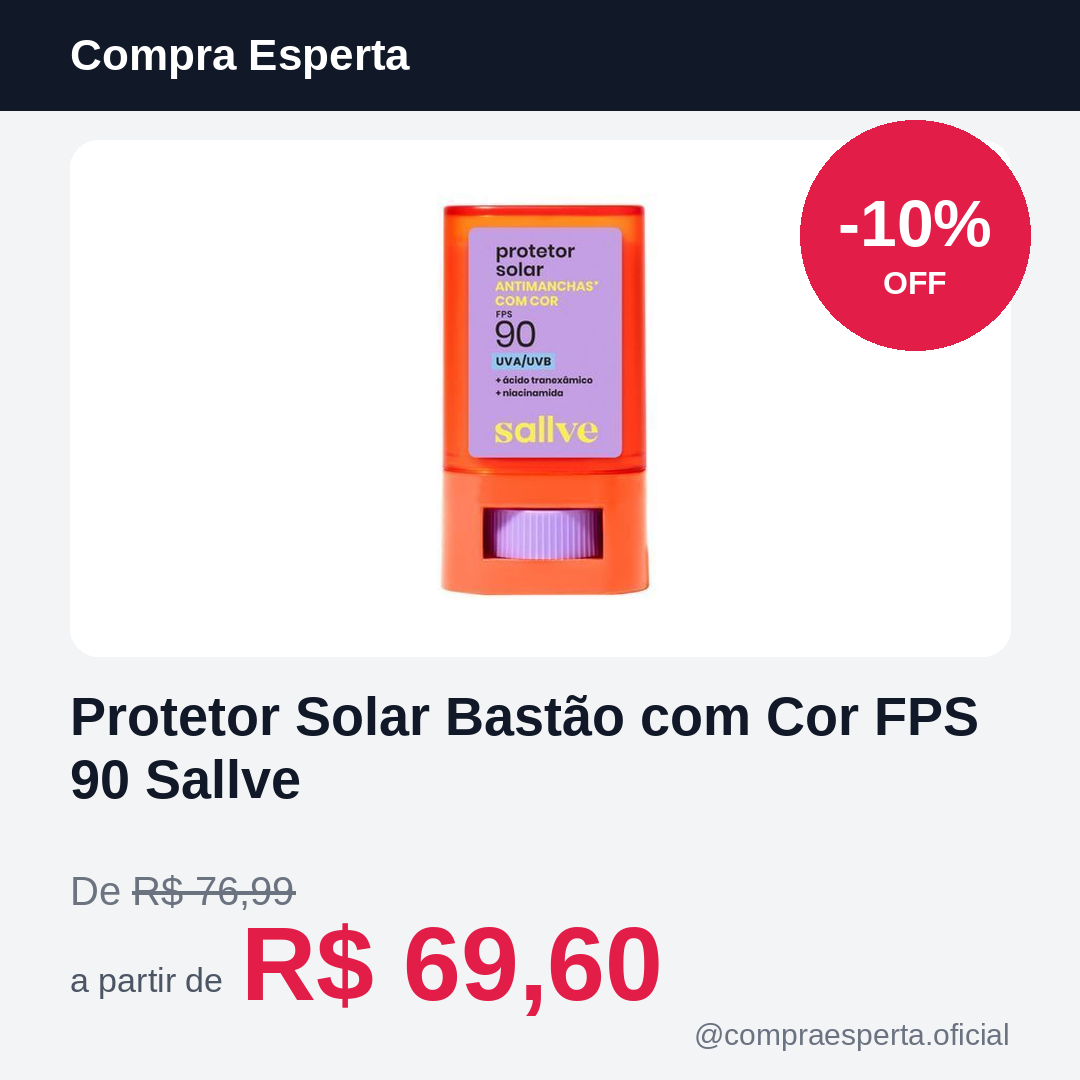 Compra Esperta
-10%
OFF
protetor
solar
ANTIMANCHAS*
COM COR
FPS
90
UVA/UVB
+ ácido tranexâmico
+ niacinamida
sallve
Protetor Solar Bastão com Cor FPS
90 Sallve
De R$ 76,99
a partir de R$ 69,60
@compraesperta.oficial